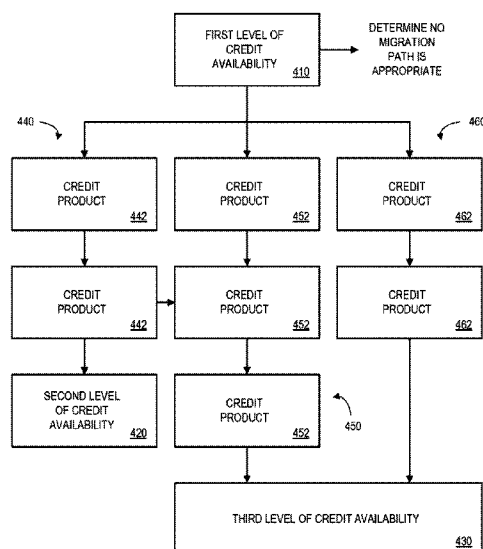 FIRST LEVEL OF
CREDIT
AVAILABILITY
410
DETERMINE NO
MIGRATION
PATH IS
APPROPRIATE
440
460
CREDIT
PRODUCT
442
CREDIT
PRODUCT
452
CREDIT
PRODUCT
462
CREDIT
PRODUCT
442
CREDIT
PRODUCT
452
CREDIT
PRODUCT
462
SECOND LEVEL
OF CREDIT
AVAILABILITY
420
CREDIT
PRODUCT
452
450
THIRD LEVEL OF CREDIT AVAILABILITY
430